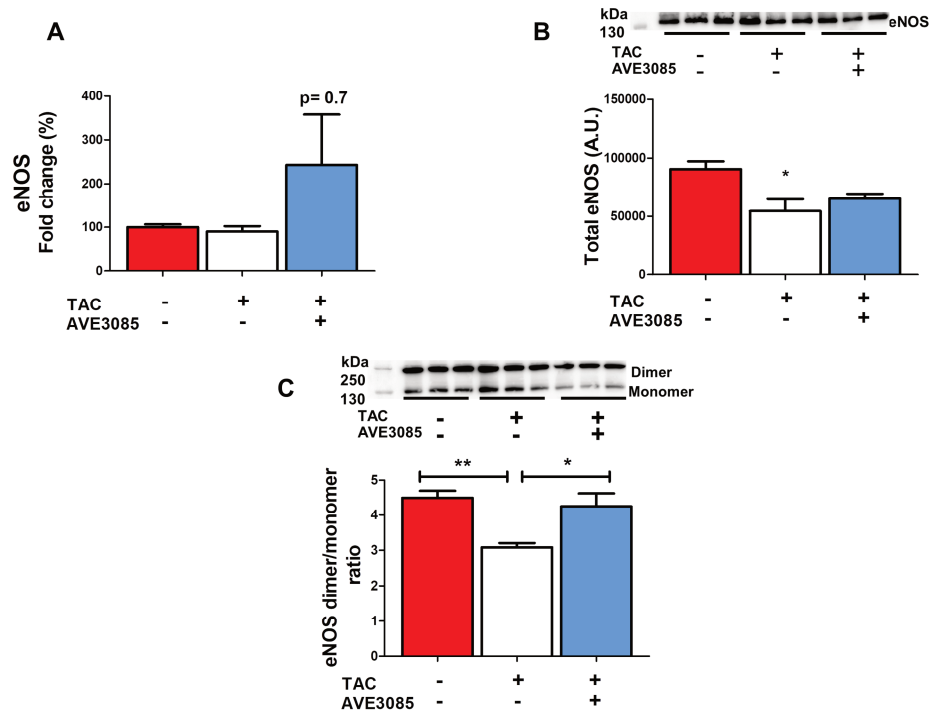 A
eNOS
Fold change (%)
400
300
200
100
0
p= 0.7
TAC - + +
AVE3085 - - +
B
kDa
130
eNOS
TAC - + +
AVE3085 - - +
Total eNOS (A.U.)
150000
100000
50000
0
*
TAC - + +
AVE3085 - - +
C
kDa
250
130
Dimer
Monomer
TAC - + +
AVE3085 - - +
eNOS dimer/monomer
ratio
5
4
3
2
1
0
** *
TAC - + +
AVE3085 - - +